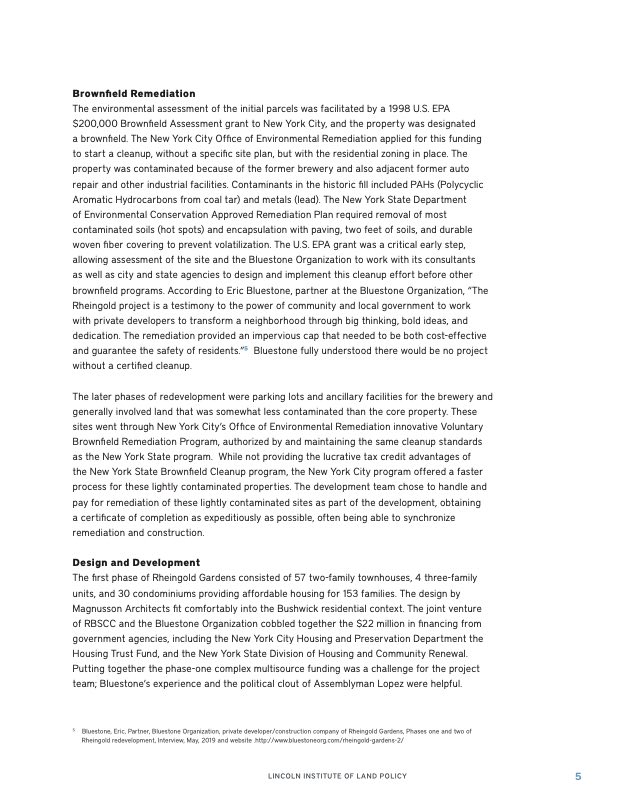 Brownfield Remediation
The environmental assessment of the initial parcels was facilitated by a 1998 U.S. EPA
$200,000 Brownfield Assessment grant to New York City, and the property was designated
a brownfield. The New York City Office of Environmental Remediation applied for this funding
to start a cleanup, without a specific site plan, but with the residential zoning in place. The
property was contaminated because of the former brewery and also adjacent former auto
repair and other industrial facilities. Contaminants in the historic fill included PAHs (Polycyclic
Aromatic Hydrocarbons from coal tar) and metals (lead). The New York State Department
of Environmental Conservation Approved Remediation Plan required removal of most
contaminated soils (hot spots) and encapsulation with paving, two feet of soils, and durable
woven fiber covering to prevent volatilization. The U.S. EPA grant was a critical early step,
allowing assessment of the site and the Bluestone Organization to work with its consultants
as well as city and state agencies to design and implement this cleanup effort before other
brownfield programs. According to Eric Bluestone, partner at the Bluestone Organization, “The
Rheingold project is a testimony to the power of community and local government to work
with private developers to transform a neighborhood through big thinking, bold ideas, and
dedication. The remediation provided an impervious cap that needed to be both cost-effective
and guarantee the safety of residents.”⁵  Bluestone fully understood there would be no project
without a certified cleanup.
The later phases of redevelopment were parking lots and ancillary facilities for the brewery and
generally involved land that was somewhat less contaminated than the core property. These
sites went through New York City’s Office of Environmental Remediation innovative Voluntary
Brownfield Remediation Program, authorized by and maintaining the same cleanup standards
as the New York State program.  While not providing the lucrative tax credit advantages of
the New York State Brownfield Cleanup program, the New York City program offered a faster
process for these lightly contaminated properties. The development team chose to handle and
pay for remediation of these lightly contaminated sites as part of the development, obtaining
a certificate of completion as expeditiously as possible, often being able to synchronize
remediation and construction.
Design and Development
The first phase of Rheingold Gardens consisted of 57 two-family townhouses, 4 three-family
units, and 30 condominiums providing affordable housing for 153 families. The design by
Magnusson Architects fit comfortably into the Bushwick residential context. The joint venture
of RBSCC and the Bluestone Organization cobbled together the $22 million in financing from
government agencies, including the New York City Housing and Preservation Department the
Housing Trust Fund, and the New York State Division of Housing and Community Renewal.
Putting together the phase-one complex multisource funding was a challenge for the project
team; Bluestone’s experience and the political clout of Assemblyman Lopez were helpful.
⁵ Bluestone, Eric, Partner, Bluestone Organization, private developer/construction company of Rheingold Gardens, Phases one and two of
Rheingold redevelopment, Interview, May, 2019 and website .http://www.bluestoneorg.com/rheingold-gardens-2/
LINCOLN INSTITUTE OF LAND POLICY 5